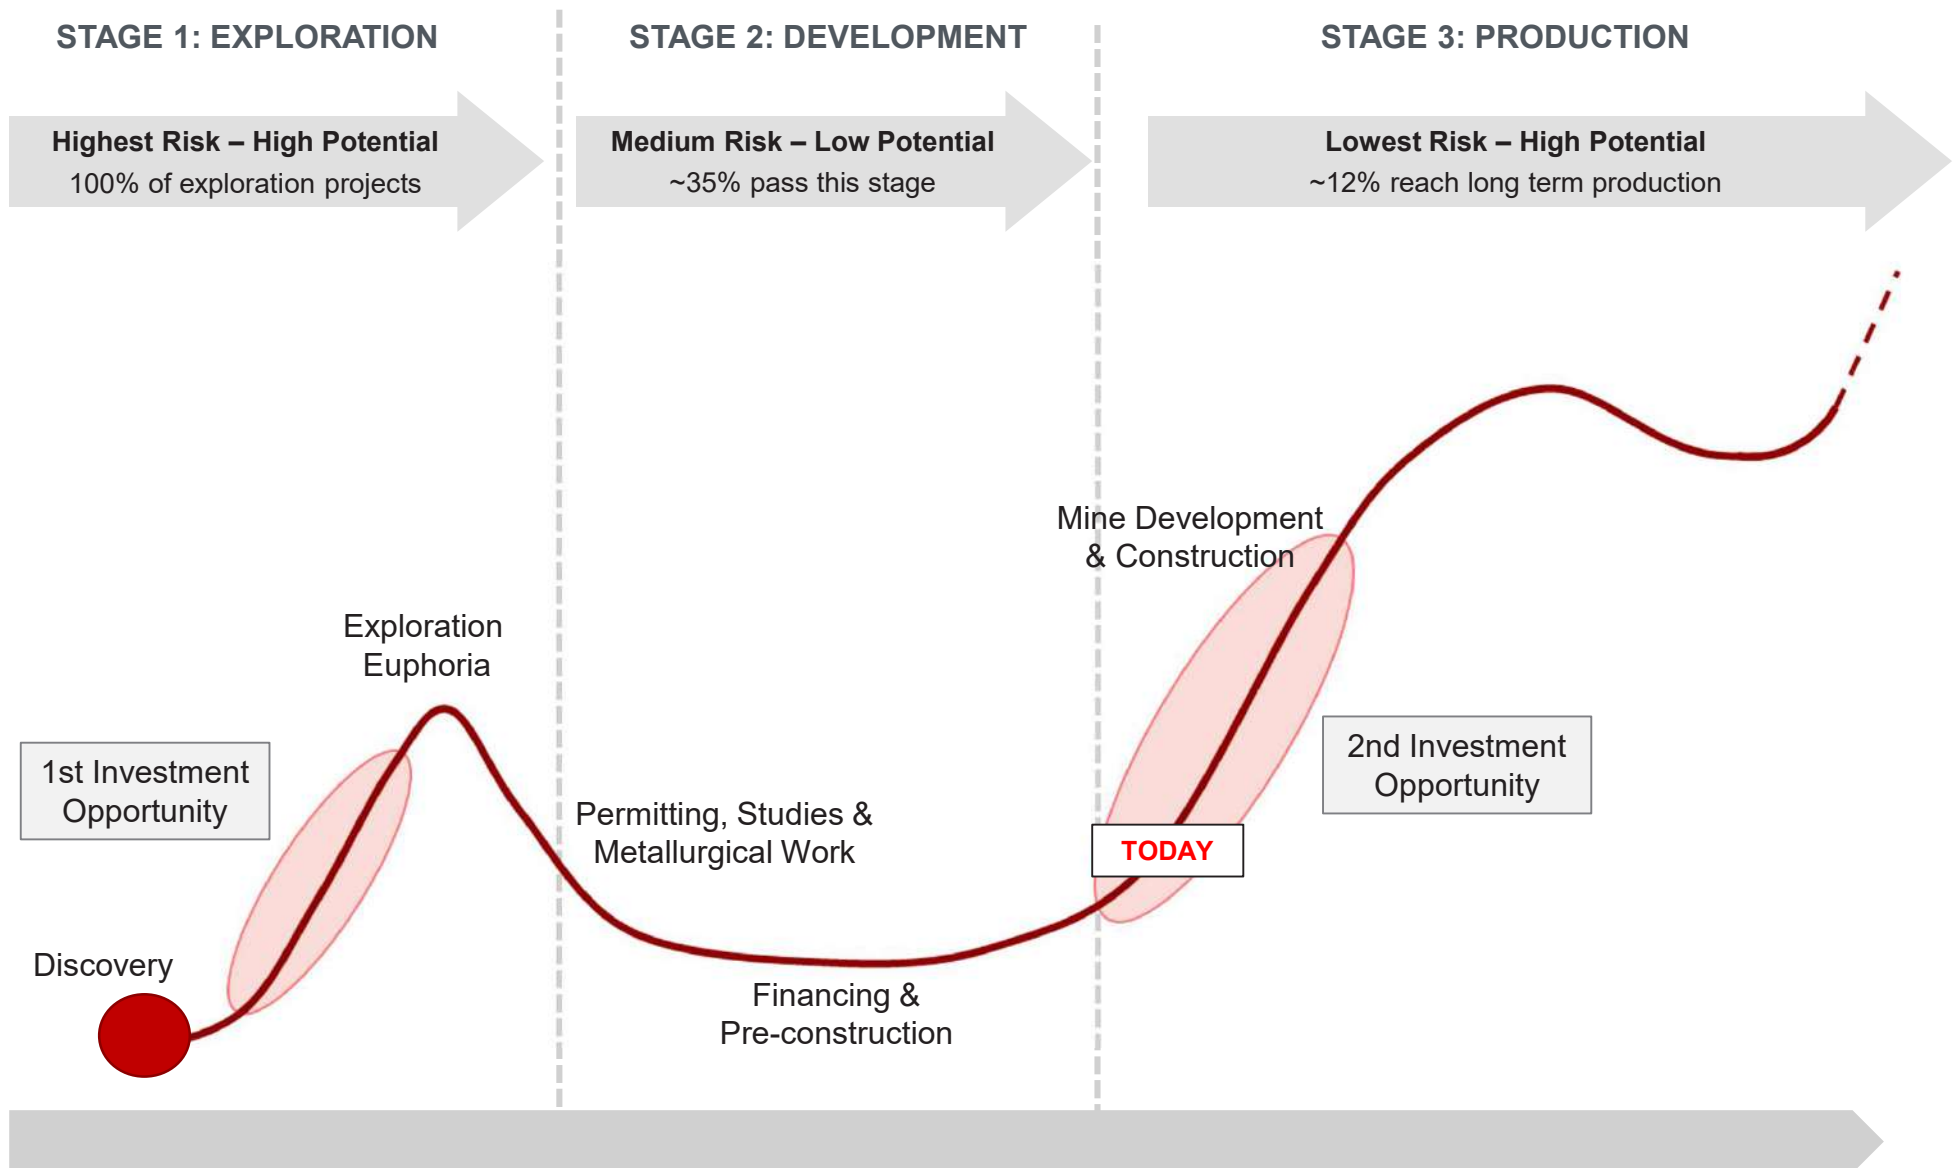 STAGE 1: EXPLORATION
STAGE 2: DEVELOPMENT
STAGE 3: PRODUCTION
Highest Risk – High Potential
100% of exploration projects
Medium Risk – Low Potential
~35% pass this stage
Lowest Risk – High Potential
~12% reach long term production
Mine Development
& Construction
Exploration
Euphoria
1st Investment
Opportunity
2nd Investment
Opportunity
Permitting, Studies &
Metallurgical Work
TODAY
Discovery
Financing &
Pre-construction